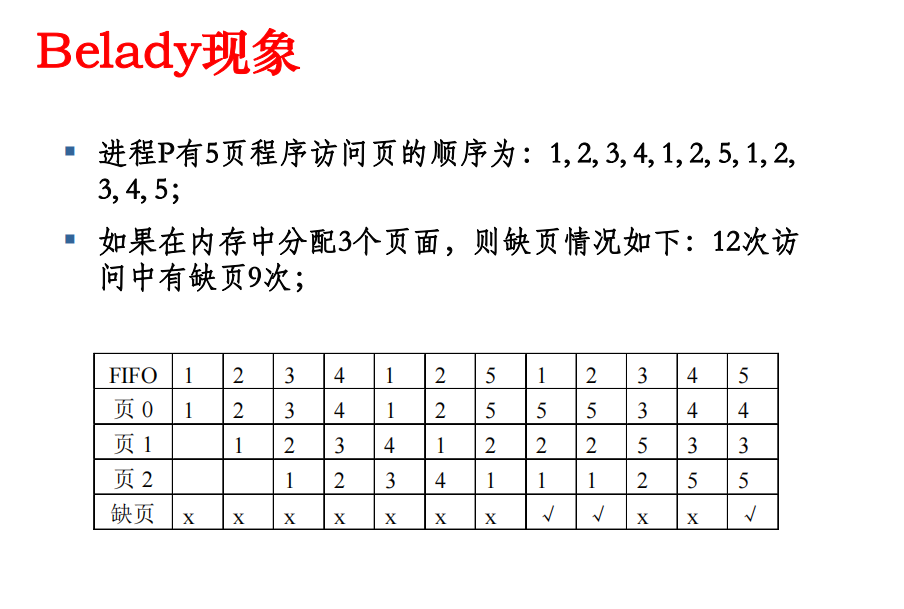 Belady现象
进程P有5页程序访问页的顺序为：1, 2, 3, 4, 1, 2, 5, 1, 2,
3, 4, 5；
如果在内存中分配3个页面，则缺页情况如下：12次访
问中有缺页9次；
FIFO 1 2 3 4 1 2 5 1 2 3 4 5
页 0 1 2 3 4 1 2 5 5 5 3 4 4
页 1 1 2 3 4 1 2 2 2 5 3 3
页 2 1 2 3 4 1 1 1 2 5 5
缺页 x x x x x x x √ √ x x √